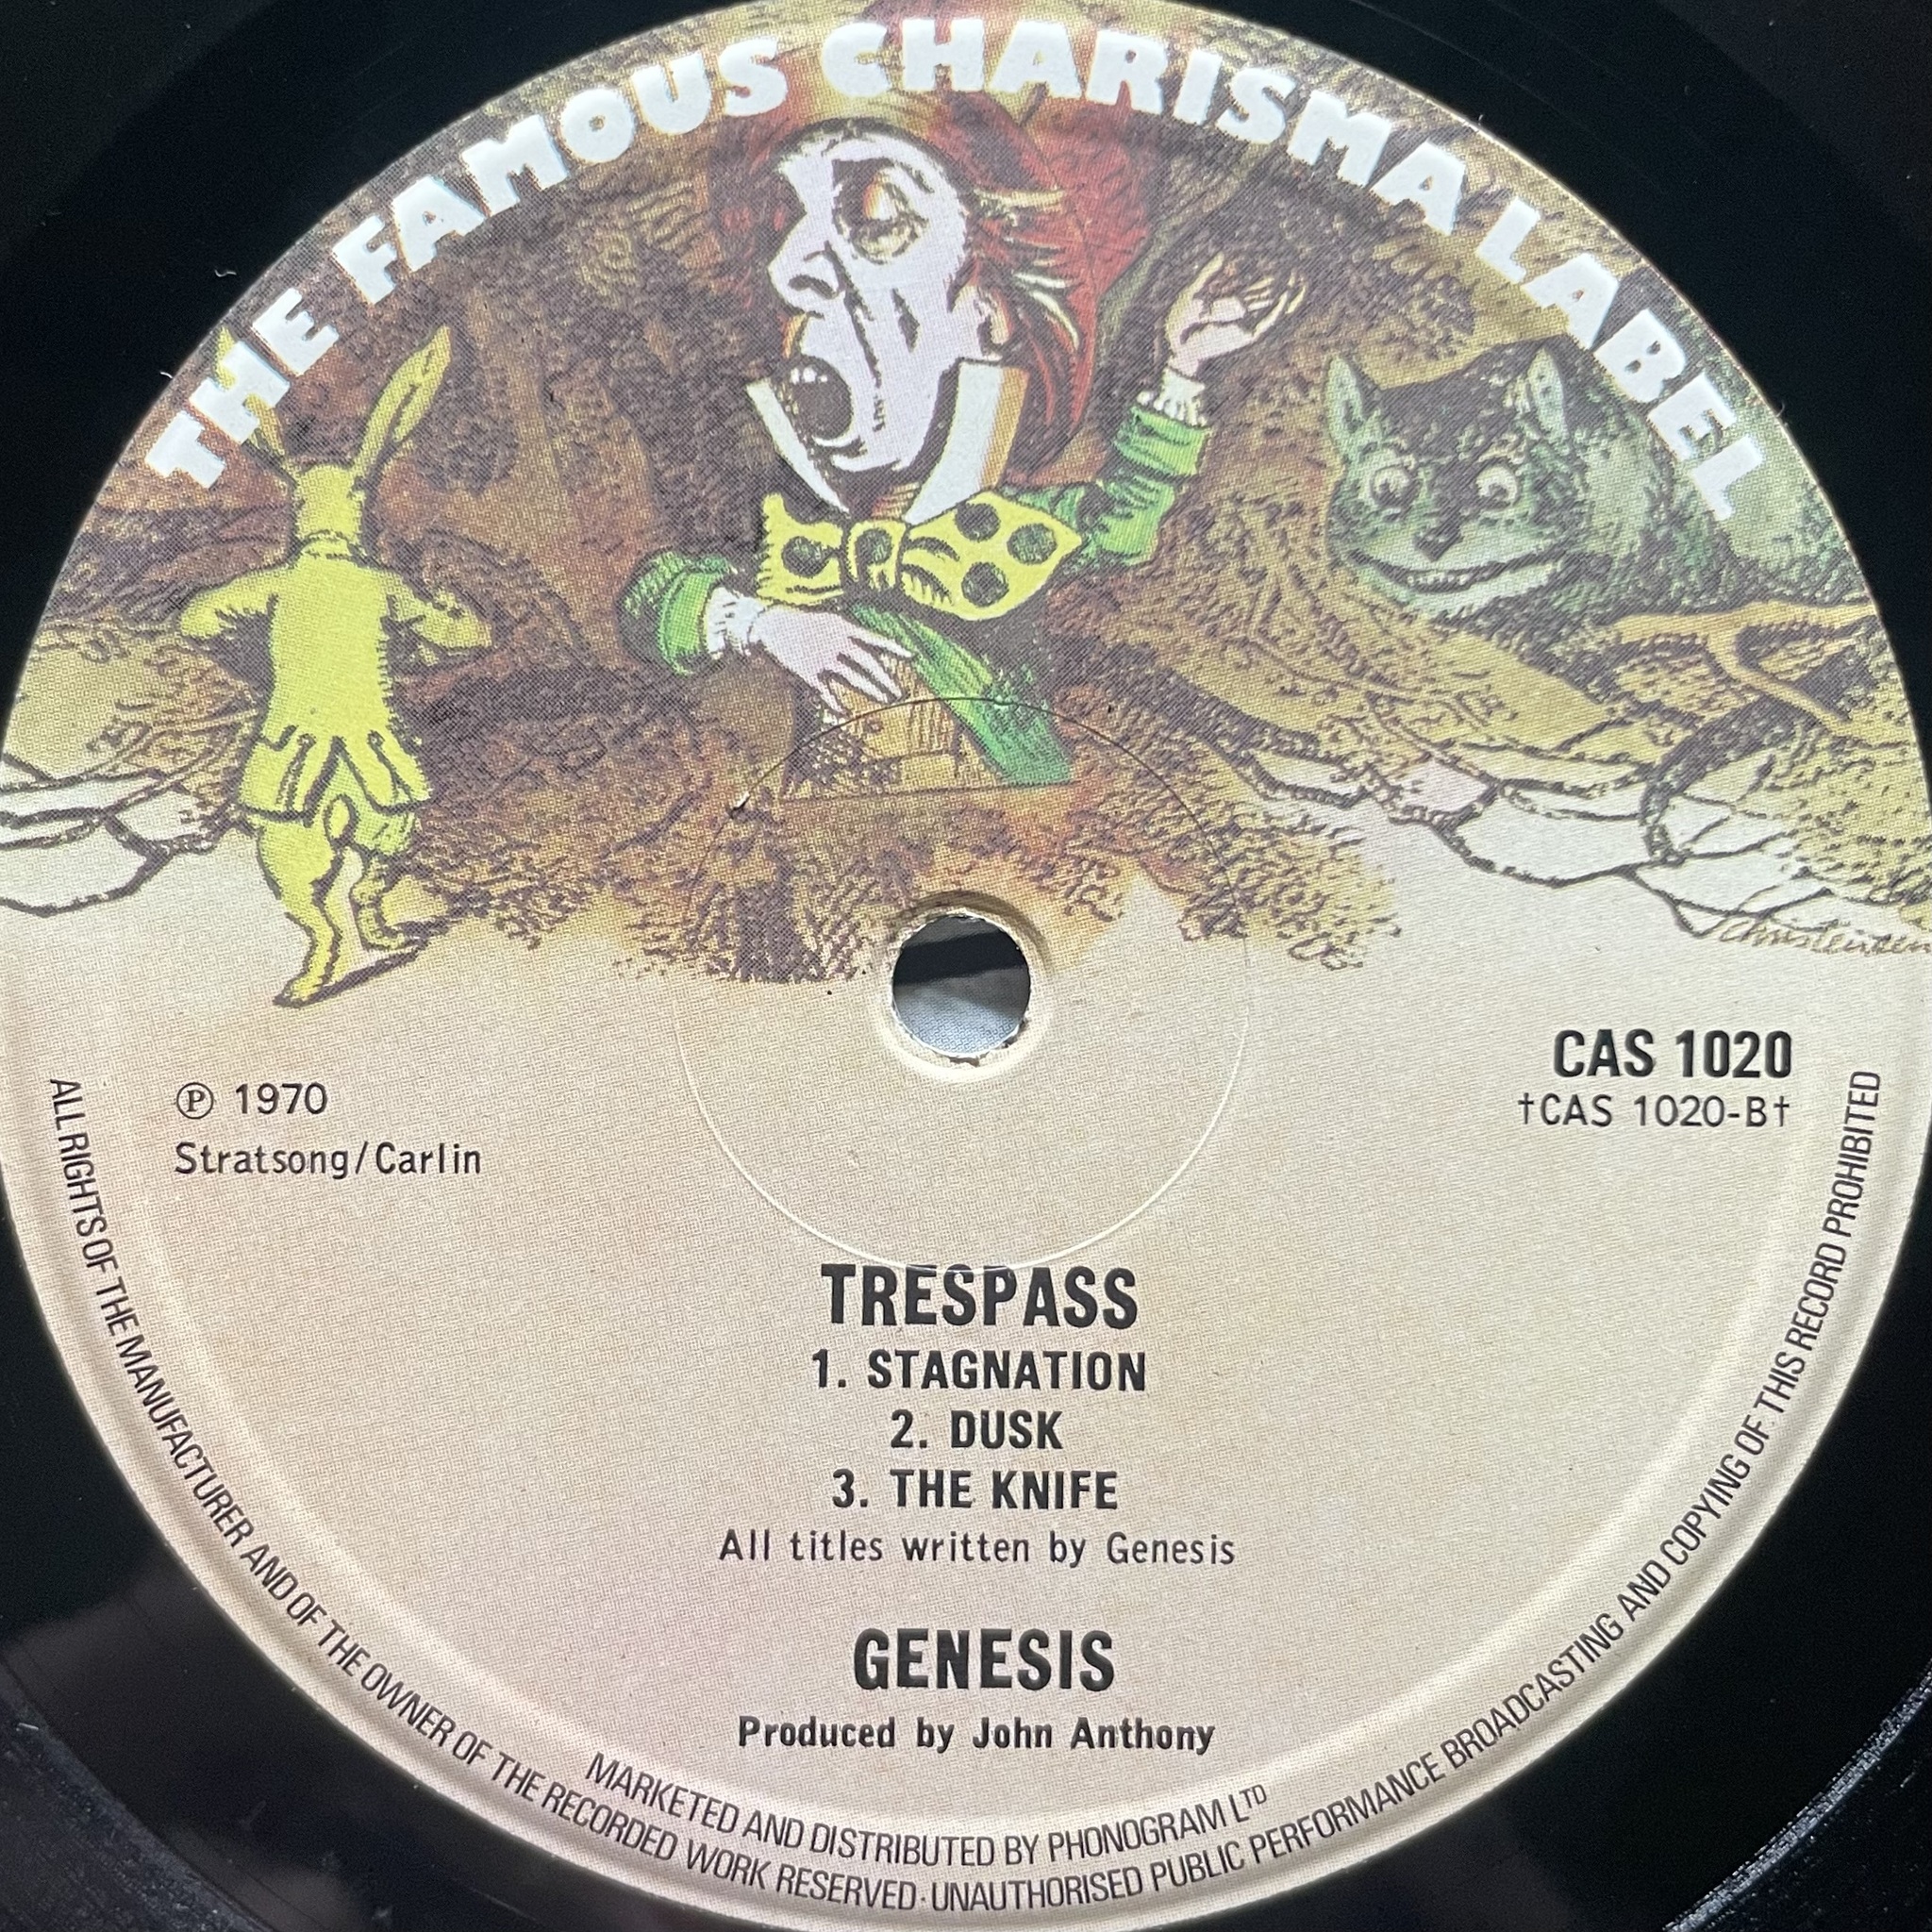 THE FAMOUS CHARISMA LABEL
CAS 1020
†CAS 1020-B†
℗ 1970
Stratsong/Carlin
TRESPASS
1. STAGNATION
2. DUSK
3. THE KNIFE
All titles written by Genesis
GENESIS
Produced by John Anthony
MARKETED AND DISTRIBUTED BY PHONOGRAM LTD
ALL RIGHTS OF THE MANUFACTURER AND OF THE OWNER OF THE RECORDED WORK RESERVED · UNAUTHORISED PUBLIC PERFORMANCE BROADCASTING AND COPYING OF THIS RECORD PROHIBITED